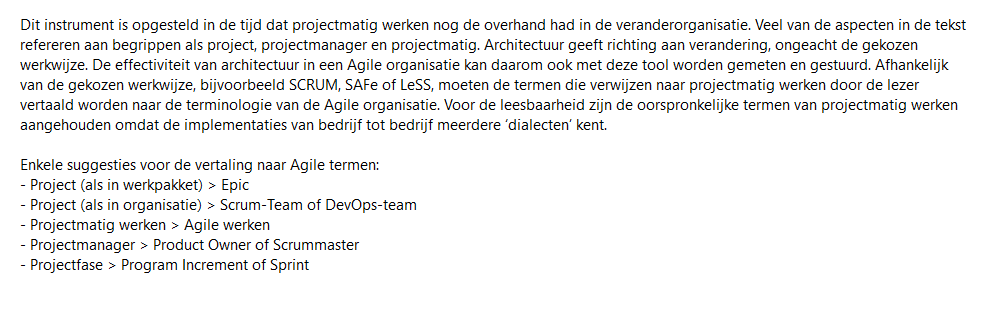 Dit instrument is opgesteld in de tijd dat projectmatig werken nog de overhand had in de veranderorganisatie. Veel van de aspecten in de tekst
refereren aan begrippen als project, projectmanager en projectmatig. Architectuur geeft richting aan verandering, ongeacht de gekozen
werkwijze. De effectiviteit van architectuur in een Agile organisatie kan daarom ook met deze tool worden gemeten en gestuurd. Afhankelijk
van de gekozen werkwijze, bijvoorbeeld SCRUM, SAFe of LeSS, moeten de termen die verwijzen naar projectmatig werken door de lezer
vertaald worden naar de terminologie van de Agile organisatie. Voor de leesbaarheid zijn de oorspronkelijke termen van projectmatig werken
aangehouden omdat de implementaties van bedrijf tot bedrijf meerdere ‘dialecten’ kent.
Enkele suggesties voor de vertaling naar Agile termen:
- Project (als in werkpakket) > Epic
- Project (als in organisatie) > Scrum-Team of DevOps-team
- Projectmatig werken > Agile werken
- Projectmanager > Product Owner of Scrummaster
- Projectfase > Program Increment of Sprint